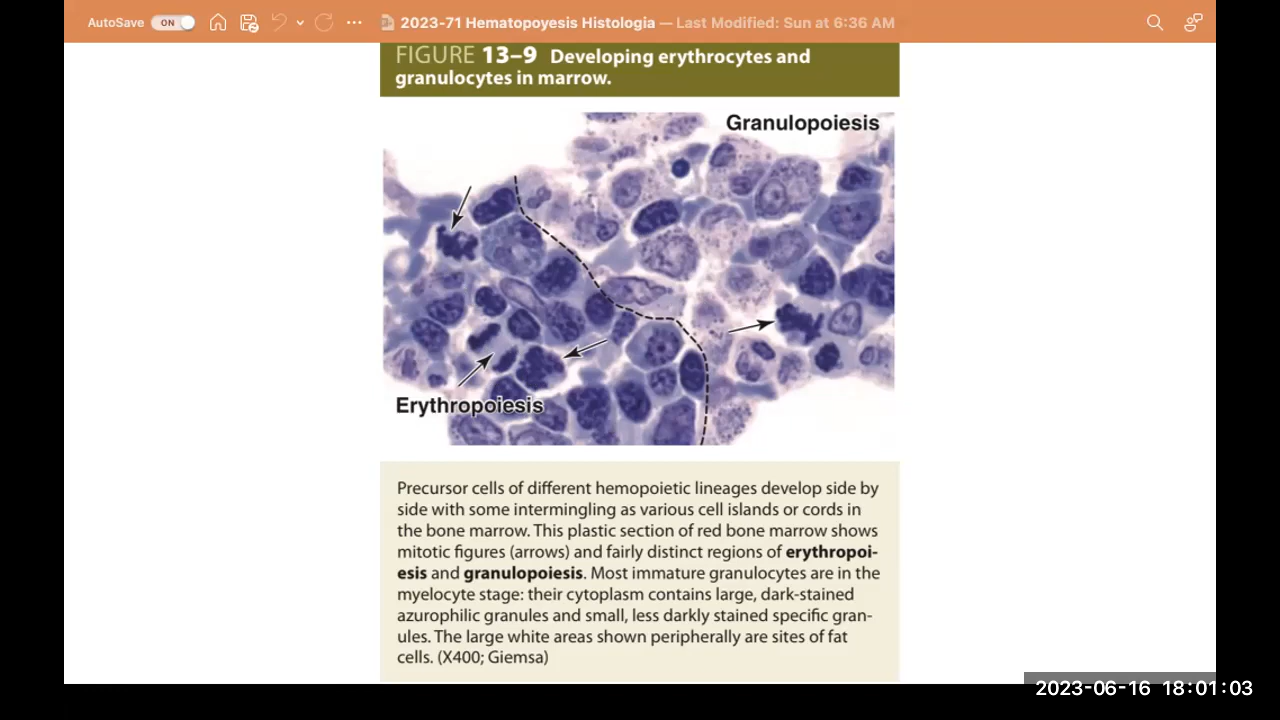 AutoSave ON ... 2023-71 Hematopoyesis Histologia — Last Modified: Sun at 6:36 AM
FIGURE 13–9 Developing erythrocytes and
granulocytes in marrow.
Granulopoiesis
Erythropoiesis
Precursor cells of different hemopoietic lineages develop side by
side with some intermingling as various cell islands or cords in
the bone marrow. This plastic section of red bone marrow shows
mitotic figures (arrows) and fairly distinct regions of erythropoi-
esis and granulopoiesis. Most immature granulocytes are in the
myelocyte stage: their cytoplasm contains large, dark-stained
azurophilic granules and small, less darkly stained specific gran-
ules. The large white areas shown peripherally are sites of fat
cells. (X400; Giemsa)
2023-06-16 18:01:03